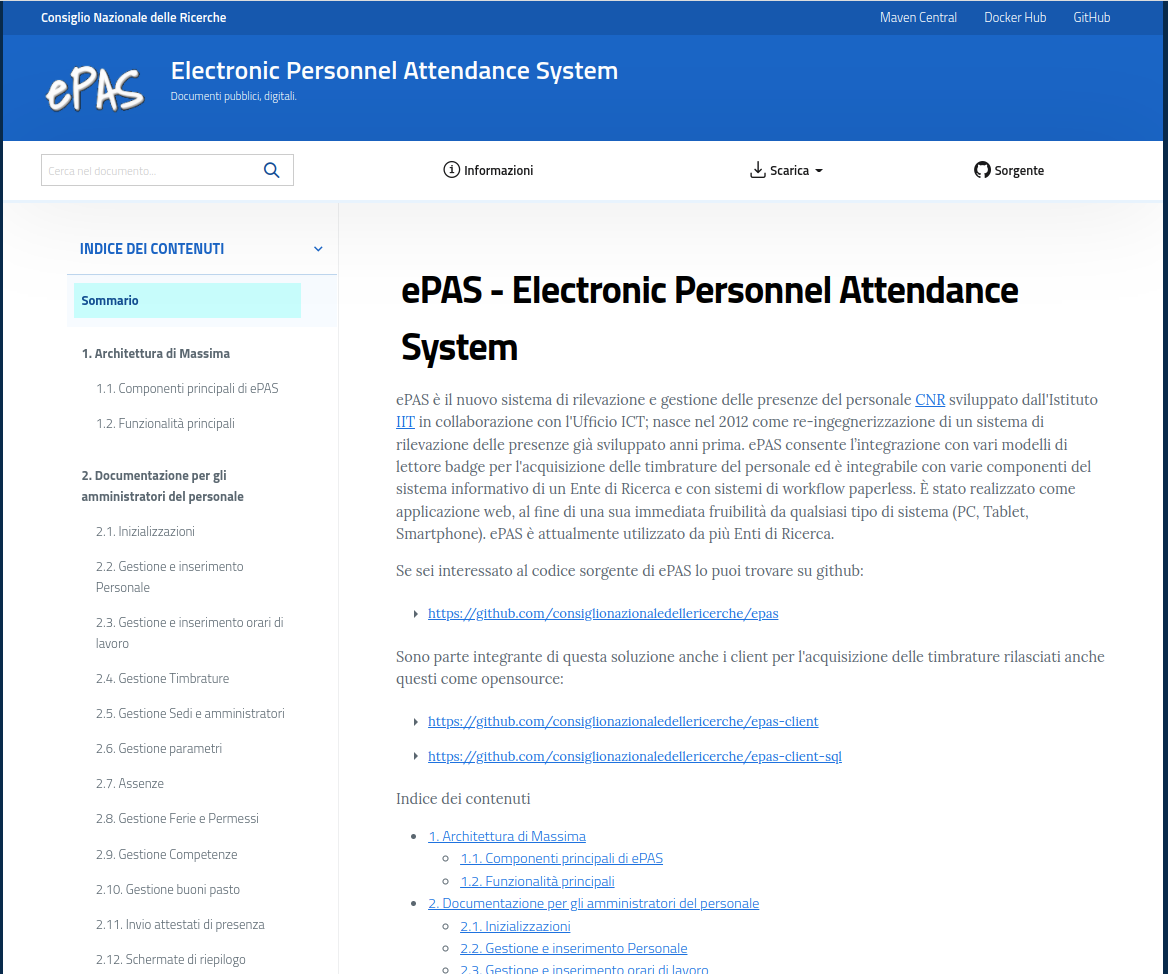 Consiglio Nazionale delle Ricerche
Maven Central
Docker Hub
GitHub
ePAS
Electronic Personnel Attendance System
Documenti pubblici, digitali.
Cerca nel documento...
Informazioni
Scarica
Sorgente
INDICE DEI CONTENUTI
Sommario
1. Architettura di Massima
1.1. Componenti principali di ePAS
1.2. Funzionalità principali
2. Documentazione per gli
amministratori del personale
2.1. Inizializzazioni
2.2. Gestione e inserimento
Personale
2.3. Gestione e inserimento orari di
lavoro
2.4. Gestione Timbrature
2.5. Gestione Sedi e amministratori
2.6. Gestione parametri
2.7. Assenze
2.8. Gestione Ferie e Permessi
2.9. Gestione Competenze
2.10. Gestione buoni pasto
2.11. Invio attestati di presenza
2.12. Schermate di riepilogo
ePAS - Electronic Personnel Attendance
System
ePAS è il nuovo sistema di rilevazione e gestione delle presenze del personale CNR sviluppato dall'Istituto
IIT in collaborazione con l'Ufficio ICT; nasce nel 2012 come re-ingegnerizzazione di un sistema di
rilevazione delle presenze già sviluppato anni prima. ePAS consente l’integrazione con vari modelli di
lettore badge per l'acquisizione delle timbrature del personale ed è integrabile con varie componenti del
sistema informativo di un Ente di Ricerca e con sistemi di workflow paperless. È stato realizzato come
applicazione web, al fine di una sua immediata fruibilità da qualsiasi tipo di sistema (PC, Tablet,
Smartphone). ePAS è attualmente utilizzato da più Enti di Ricerca.
Se sei interessato al codice sorgente di ePAS lo puoi trovare su github:
https://github.com/consiglionazionaledellericerche/epas
Sono parte integrante di questa soluzione anche i client per l'acquisizione delle timbrature rilasciati anche
questi come opensource:
https://github.com/consiglionazionaledellericerche/epas-client
https://github.com/consiglionazionaledellericerche/epas-client-sql
Indice dei contenuti
1. Architettura di Massima
1.1. Componenti principali di ePAS
1.2. Funzionalità principali
2. Documentazione per gli amministratori del personale
2.1. Inizializzazioni
2.2. Gestione e inserimento Personale
2.3. Gestione e inserimento orari di lavoro